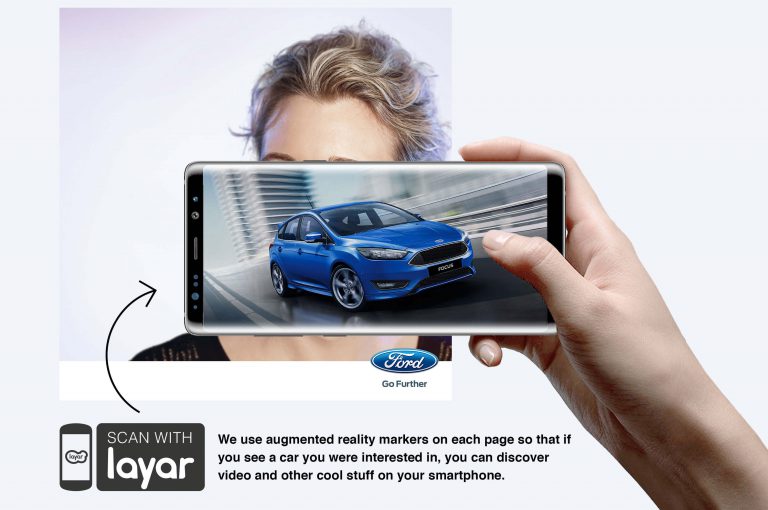 FOCUS
Ford
Go Further
SCAN WITH
layar
layar
We use augmented reality markers on each page so that if
you see a car you were interested in, you can discover
video and other cool stuff on your smartphone.